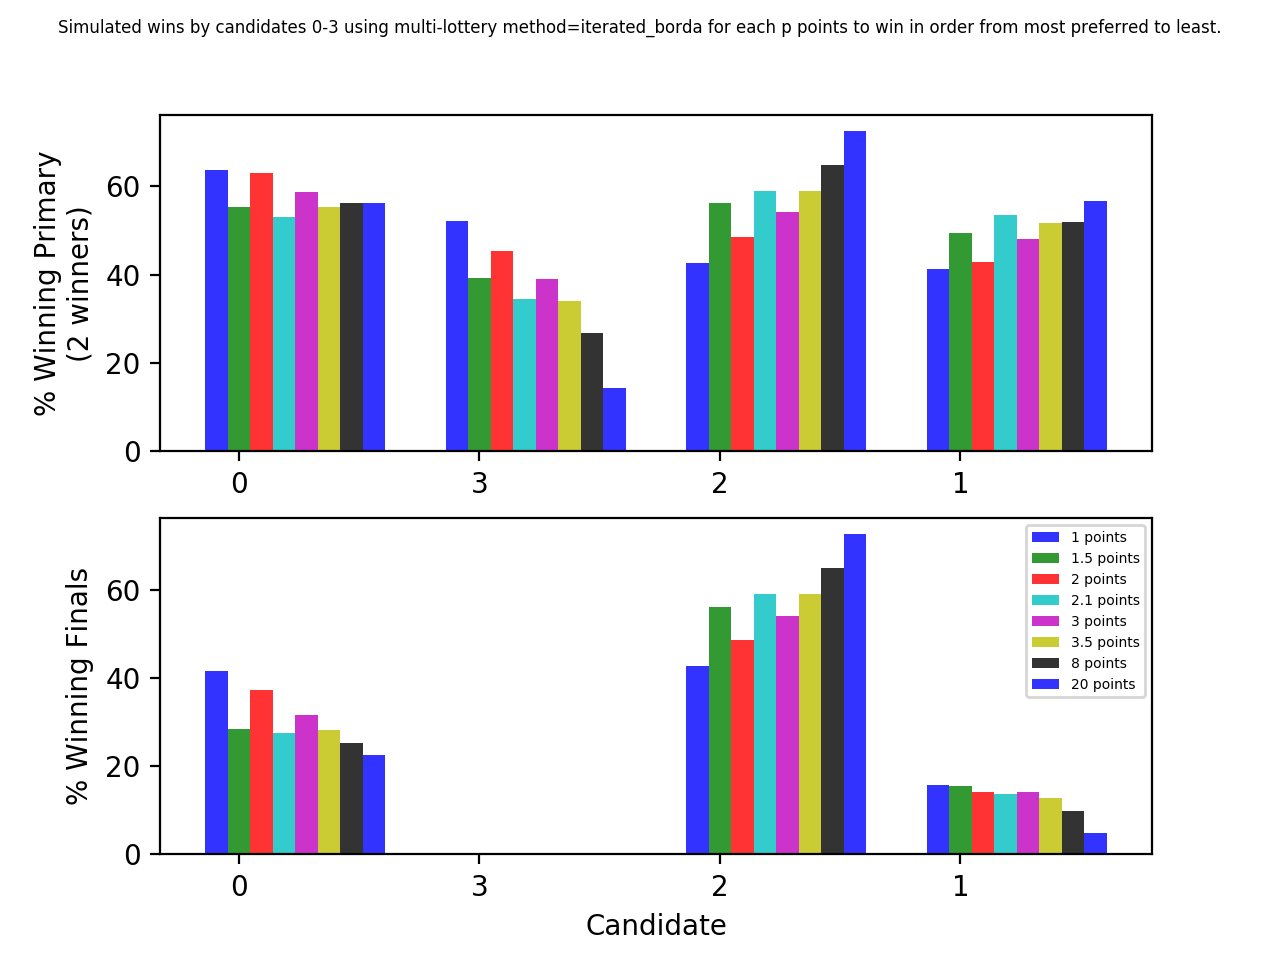 Simulated wins by candidates 0-3 using multi-lottery method=iterated_borda for each p points to win in order from most preferred to least.
% Winning Primary
(2 winners)
60
40
20
0
0 3 2 1
% Winning Finals
60
40
20
0
1 points
1.5 points
2 points
2.1 points
3 points
3.5 points
8 points
20 points
0 3 2 1
Candidate